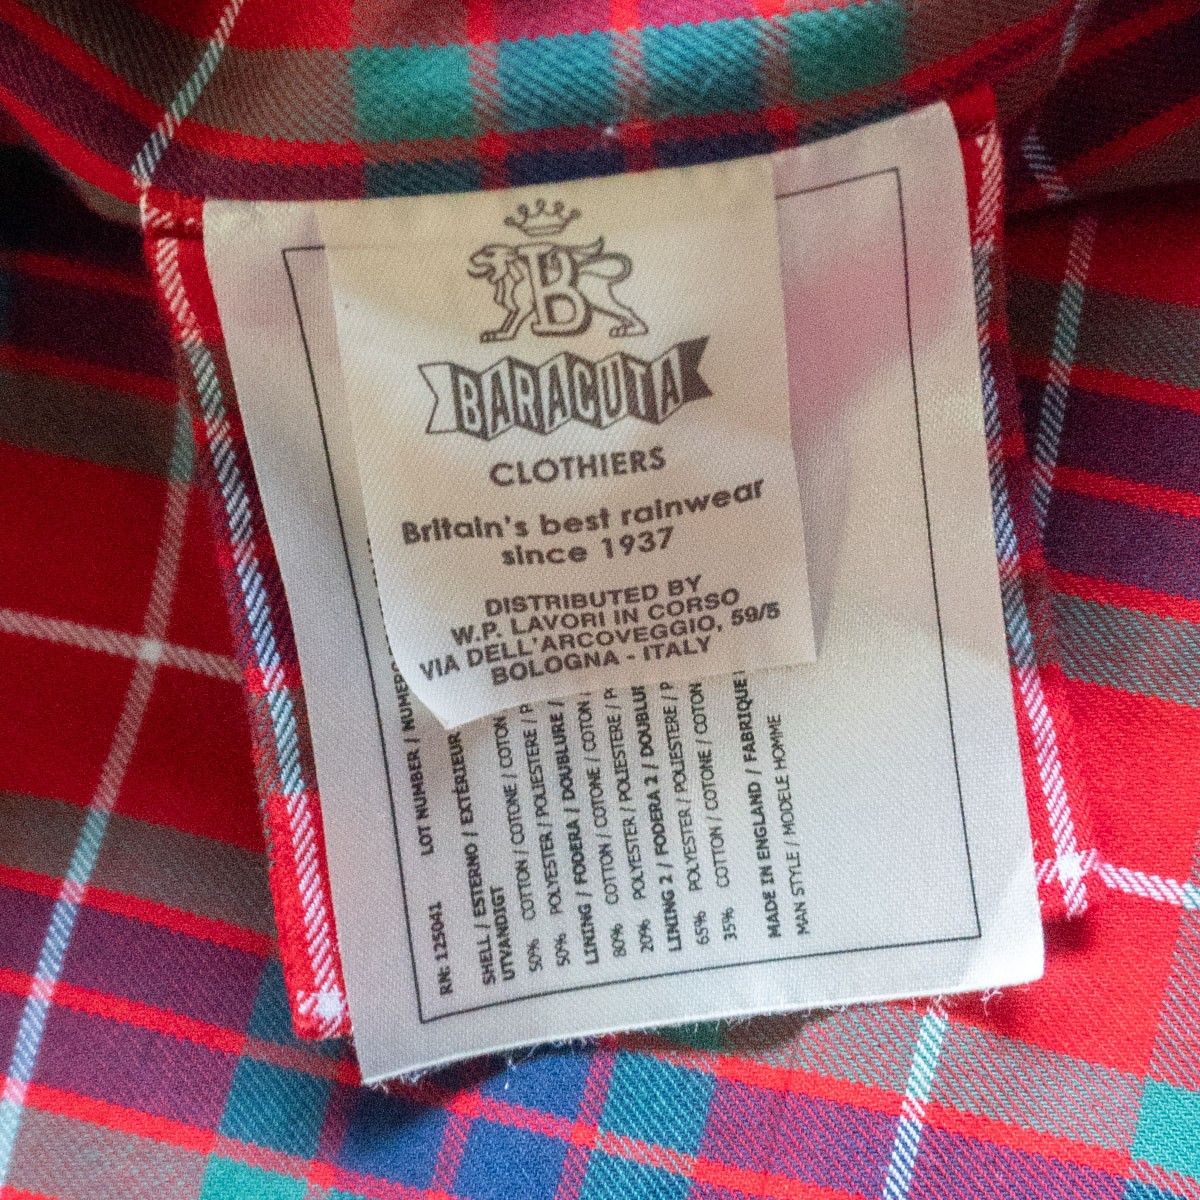 B
BARACUTA
CLOTHIERS
Britain's best rainwear
since 1937
DISTRIBUTED BY
W.P. LAVORI IN CORSO
VIA DELL'ARCOVEGGIO, 59/5
BOLOGNA - ITALY
RN: 125041 LOT NUMBER / NUMERO
SHELL / ESTERNO / EXTÉRIEUR
UTVANDIGT
50% COTTON / COTONE / COTON
50% POLYESTER / POLIESTERE / P
LINING / FODERA / DOUBLURE /
80% COTTON / COTONE / COTON
20% POLYESTER / POLIESTERE / P
LINING 2 / FODERA 2 / DOUBLU
65% POLYESTER / POLIESTERE / P
35% COTTON / COTONE / COTON
MADE IN ENGLAND / FABRIQUE
MAN STYLE / MODELE HOMME